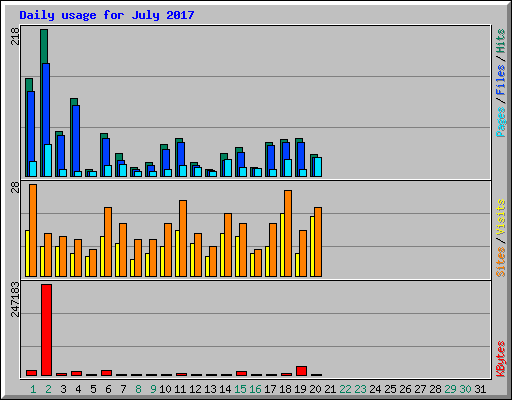 Daily usage for July 2017
218
Pages / Files / Hits
28
Sites / Visits
247183
KBytes
1 2 3 4 5 6 7 8 9 10 11 12 13 14 15 16 17 18 19 20 21 22 23 24 25 26 27 28 29 30 31